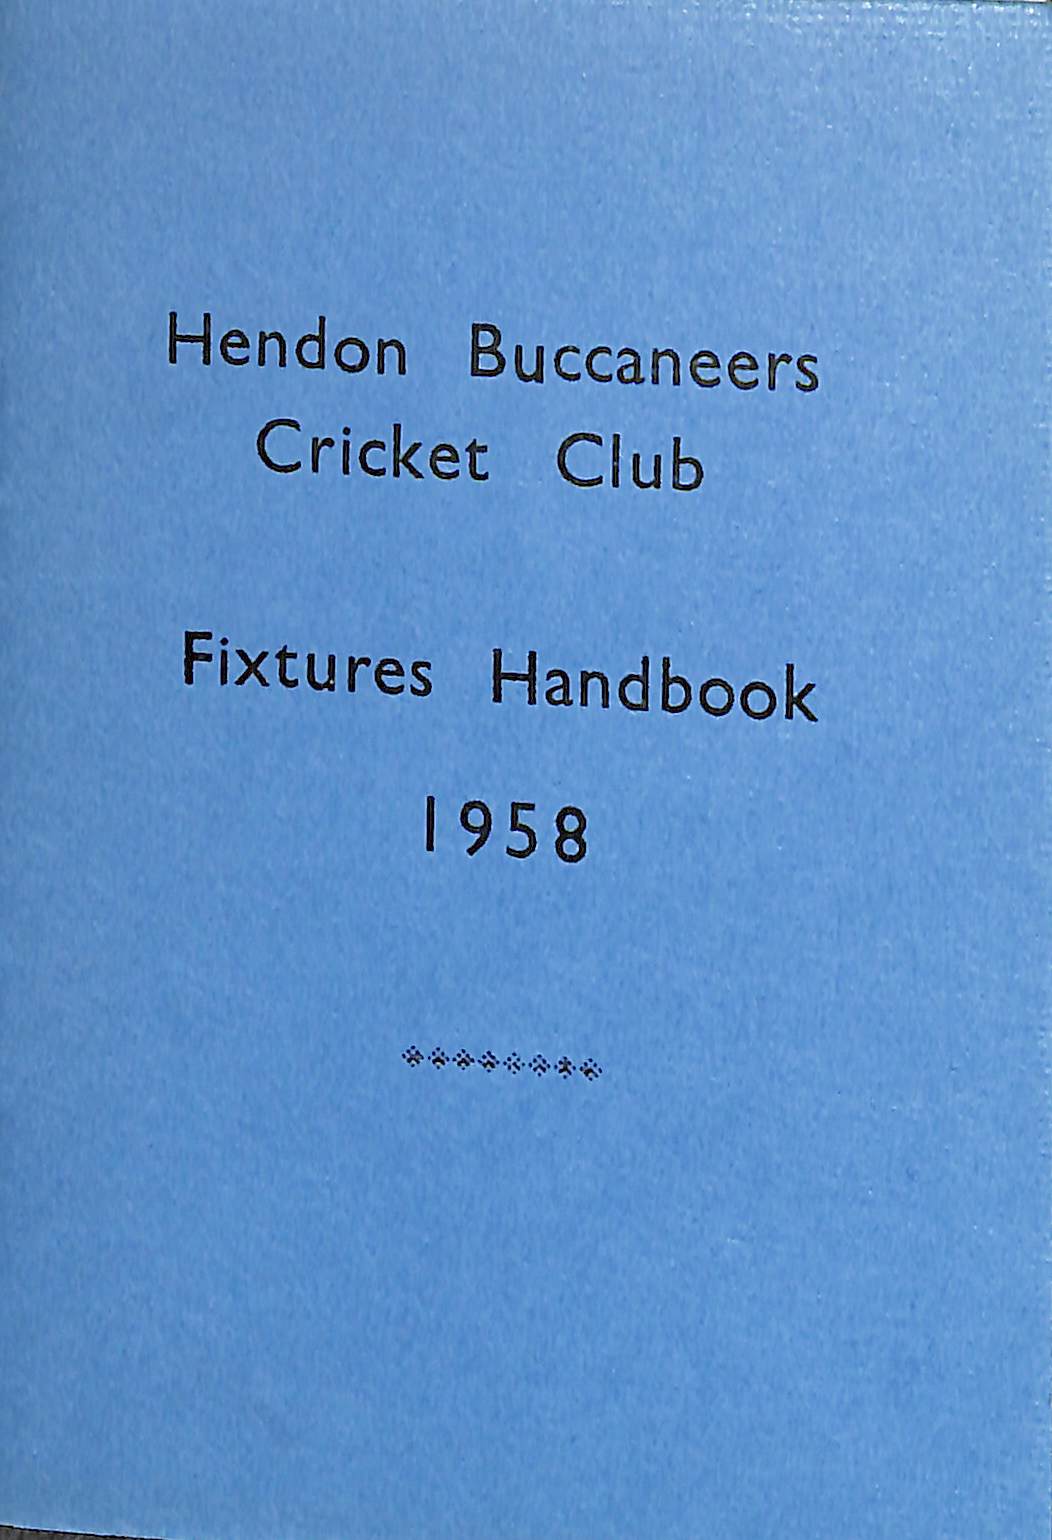 Hendon Buccaneers
Cricket Club
Fixtures Handbook
1958